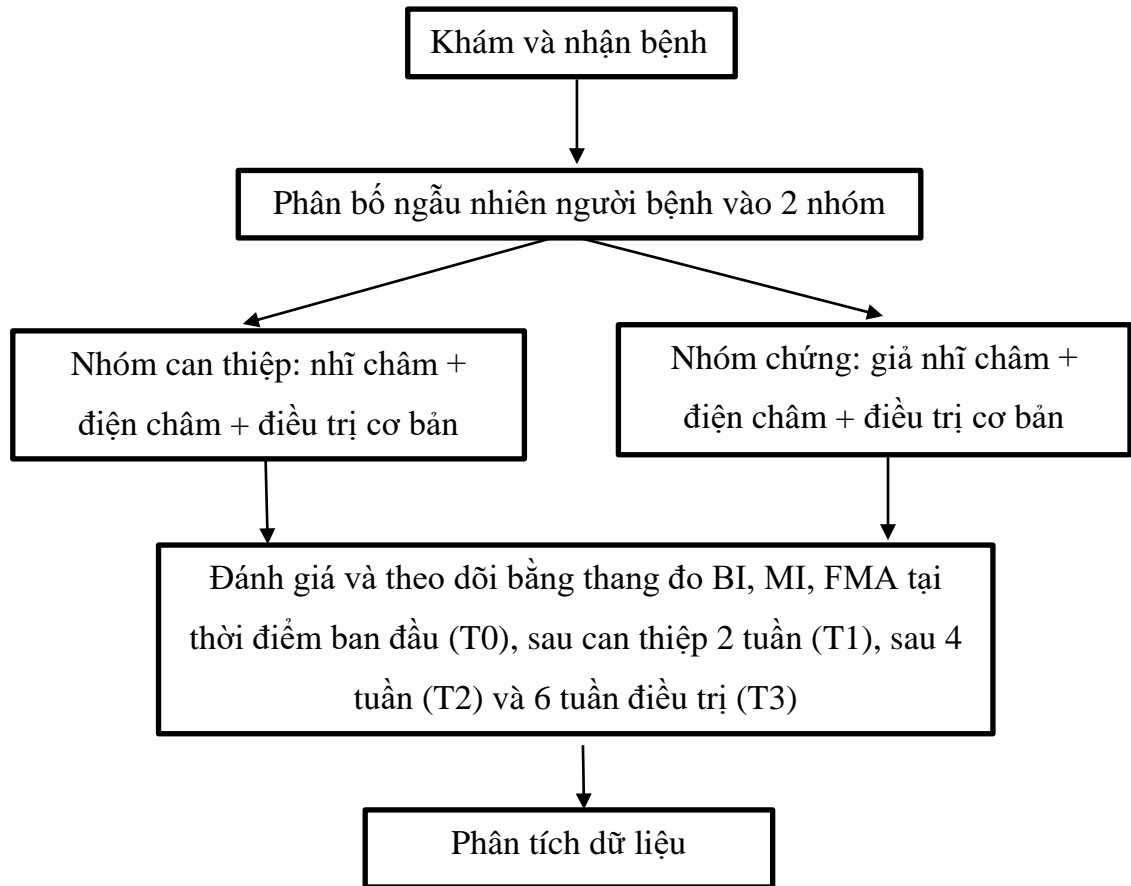 Khám và nhận bệnh
Phân bố ngẫu nhiên người bệnh vào 2 nhóm
Nhóm can thiệp: nhĩ châm +
điện châm + điều trị cơ bản
Nhóm chứng: giả nhĩ châm +
điện châm + điều trị cơ bản
Đánh giá và theo dõi bằng thang đo BI, MI, FMA tại
thời điểm ban đầu (T0), sau can thiệp 2 tuần (T1), sau 4
tuần (T2) và 6 tuần điều trị (T3)
Phân tích dữ liệu